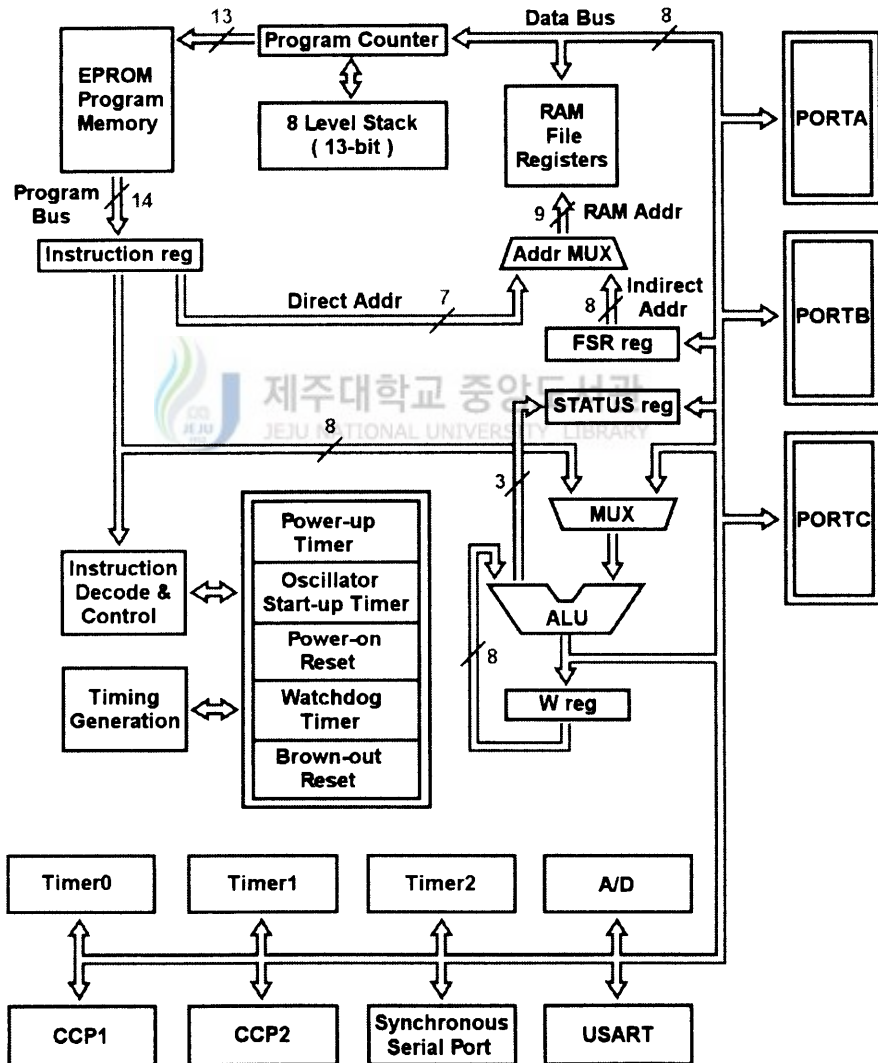 13
Program Counter
Data Bus
8
EPROM
Program
Memory
8 Level Stack
( 13-bit )
RAM
File
Registers
PORTA
Program
Bus
14
9
RAM Addr
Instruction reg
Addr MUX
Direct Addr
7
8
Indirect
Addr
FSR reg
PORTB
제주대학교 중앙도서관
JEJU NATIONAL UNIVERSITY LIBRARY
JEJU
STATUS reg
8
3
MUX
PORTC
Power-up
Timer
Instruction
Decode &
Control
Oscillator
Start-up Timer
ALU
Power-on
Reset
8
Timing
Generation
Watchdog
Timer
W reg
Brown-out
Reset
Timer0
Timer1
Timer2
A/D
CCP1
CCP2
Synchronous
Serial Port
USART